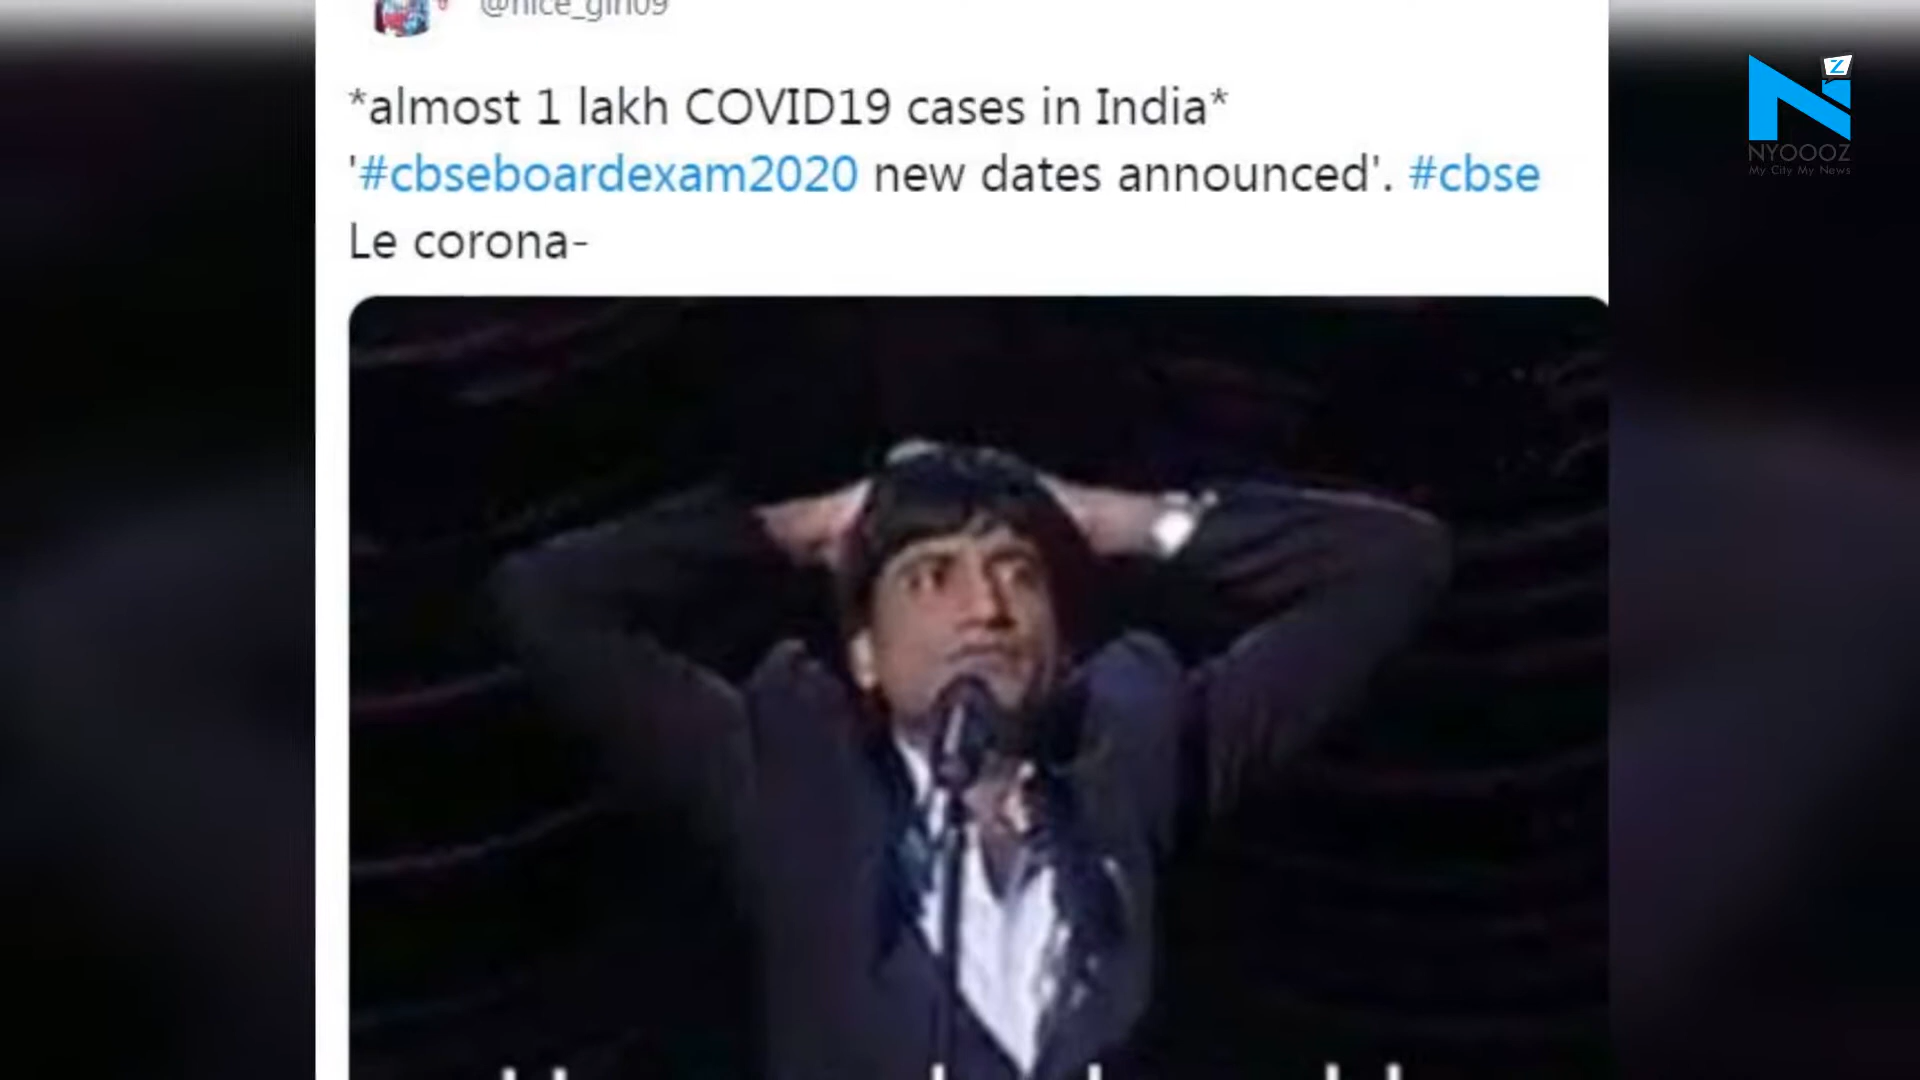 @nice_girl09
*almost 1 lakh COVID19 cases in India*
'#cbseboardexam2020 new dates announced'. #cbse
Le corona-
NYOOOZ
My City My News